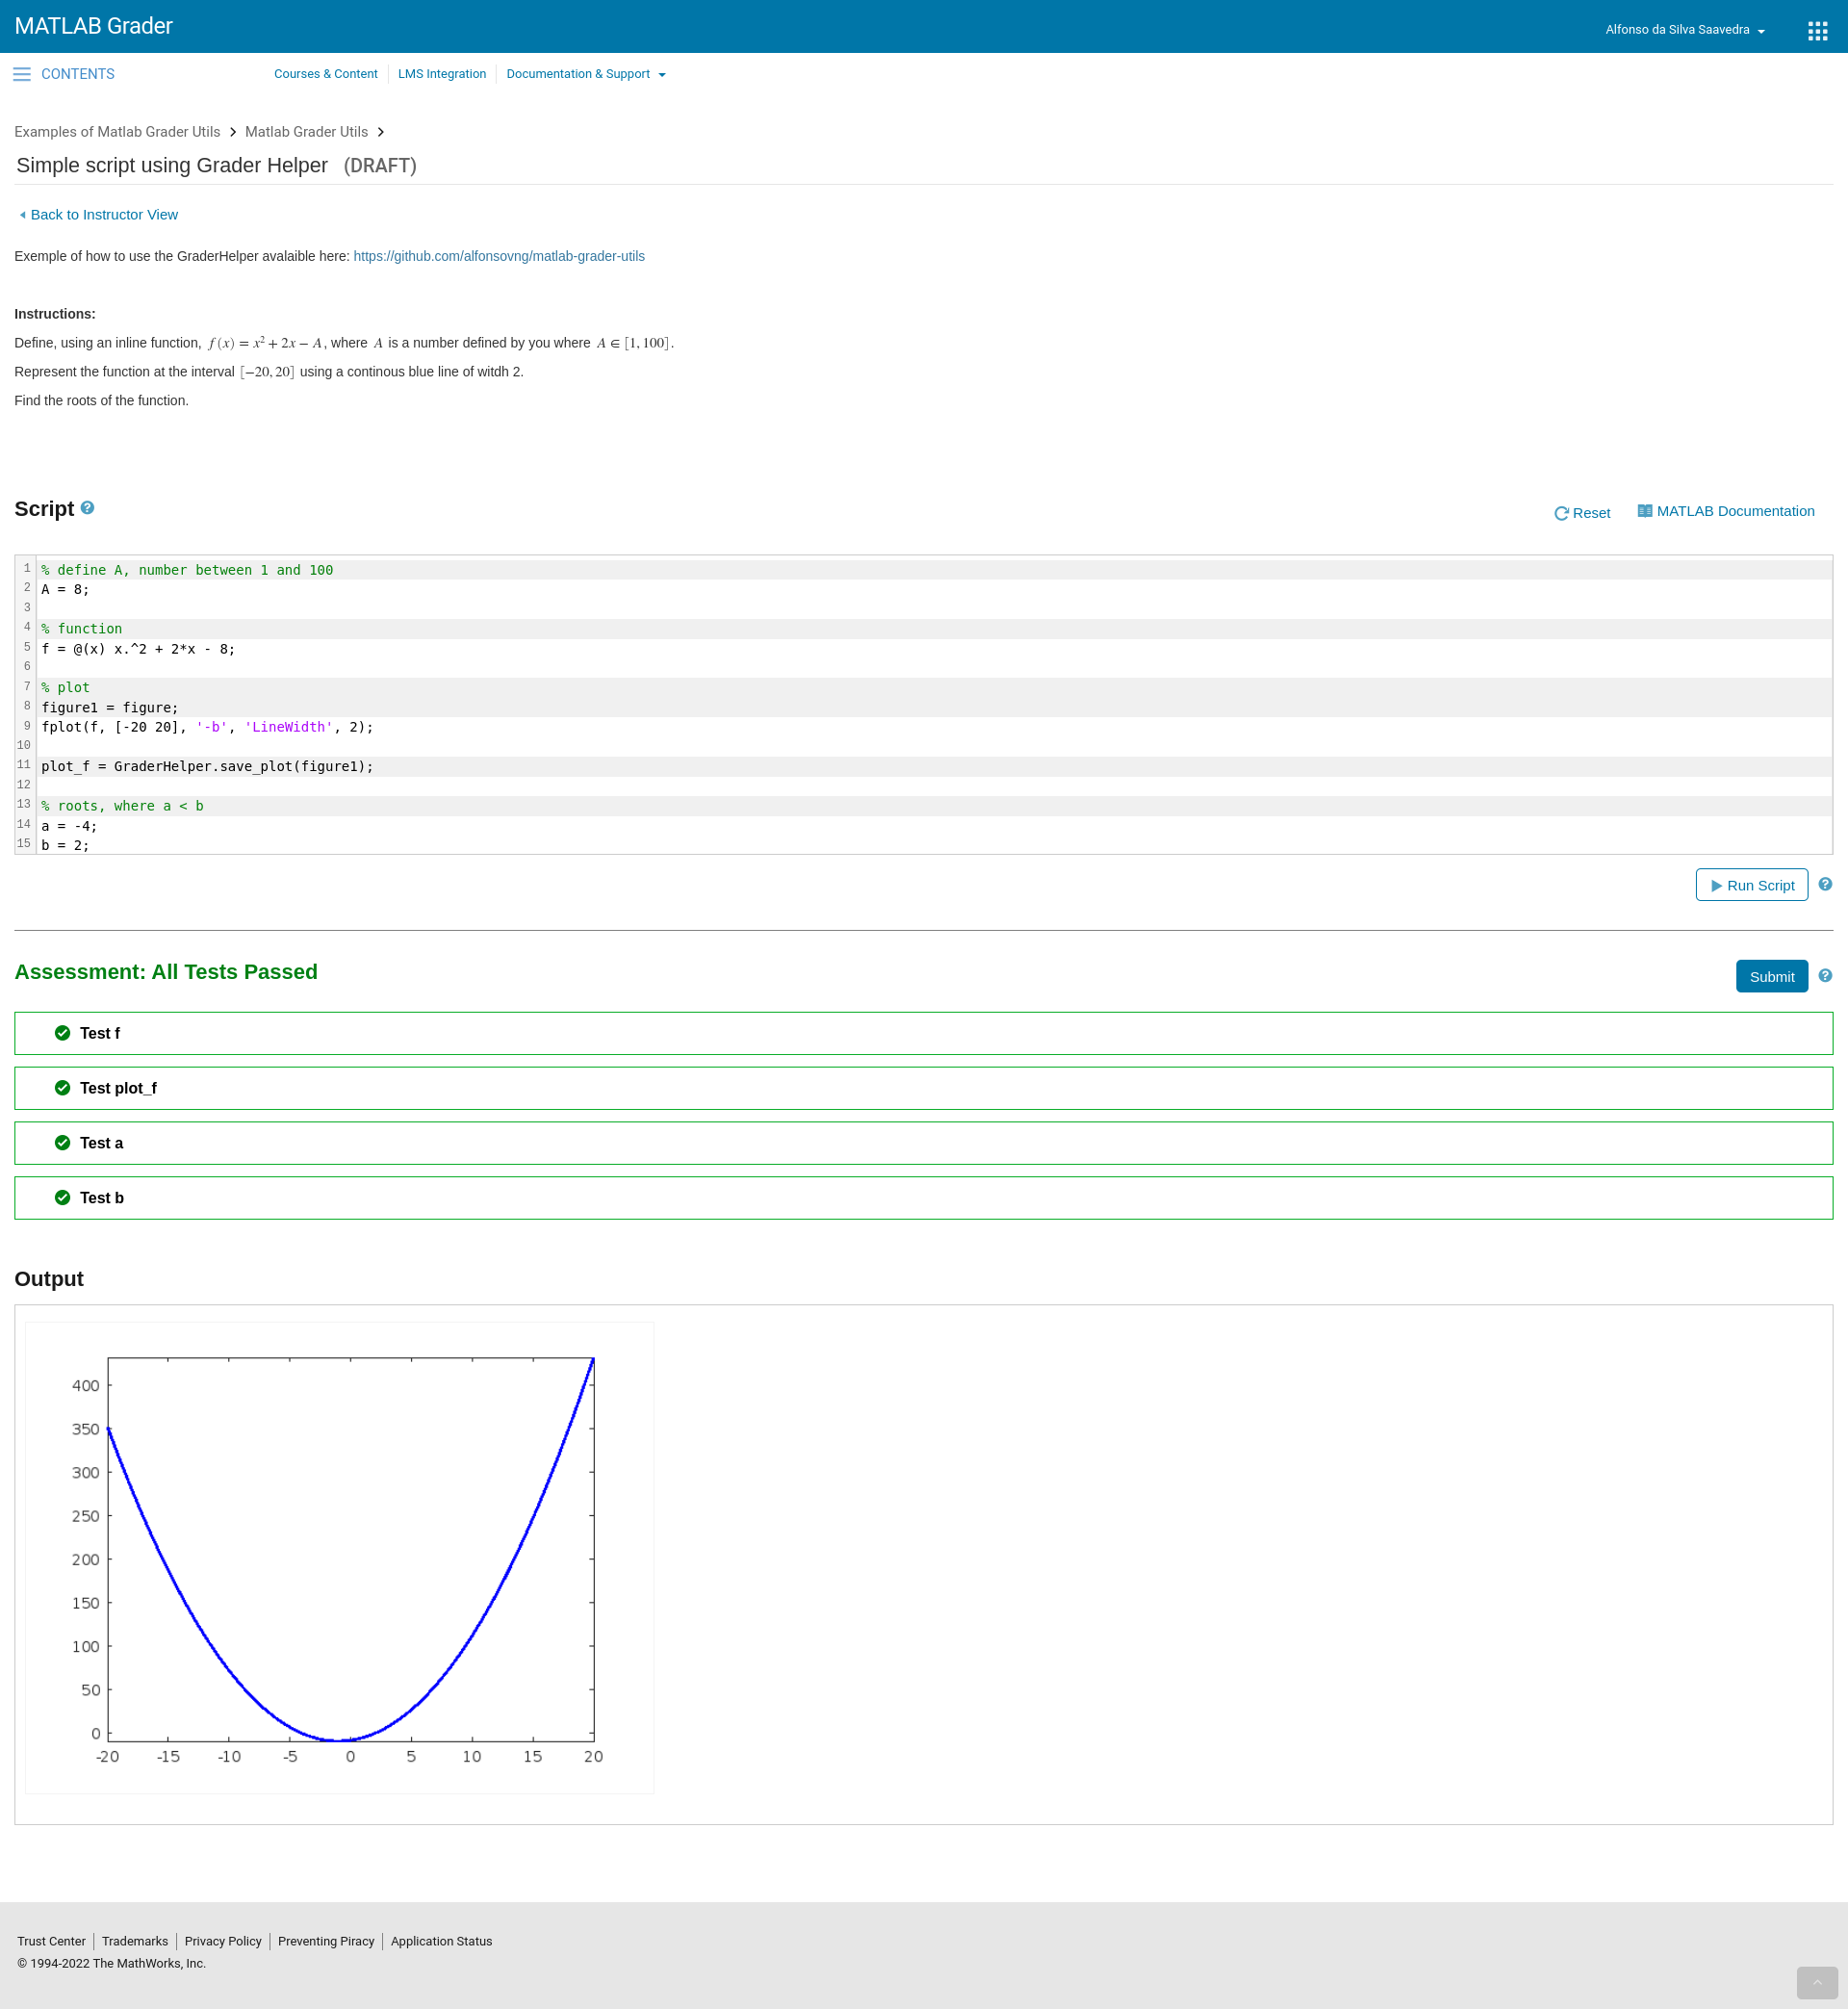 MATLAB Grader
Alfonso da Silva Saavedra
CONTENTS
Courses & Content
LMS Integration
Documentation & Support
Examples of Matlab Grader Utils > Matlab Grader Utils >
Simple script using Grader Helper (DRAFT)
Back to Instructor View
Exemple of how to use the GraderHelper avalaible here: https://github.com/alfonsovng/matlab-grader-utils
Instructions:
Define, using an inline function, f(x) = x² + 2x − A, where A is a number defined by you where A ∈ [1, 100].
Represent the function at the interval [−20, 20] using a continous blue line of witdh 2.
Find the roots of the function.
Script ?
Reset
MATLAB Documentation
1 % define A, number between 1 and 100
2 A = 8;
3
4 % function
5 f = @(x) x.^2 + 2*x - 8;
6
7 % plot
8 figure1 = figure;
9 fplot(f, [-20 20], '-b', 'LineWidth', 2);
10
11 plot_f = GraderHelper.save_plot(figure1);
12
13 % roots, where a < b
14 a = -4;
15 b = 2;
Run Script ?
Assessment: All Tests Passed
Submit ?
Test f
Test plot_f
Test a
Test b
Output
400
350
300
250
200
150
100
50
0
-20 -15 -10 -5 0 5 10 15 20
Trust Center | Trademarks | Privacy Policy | Preventing Piracy | Application Status
© 1994-2022 The MathWorks, Inc.